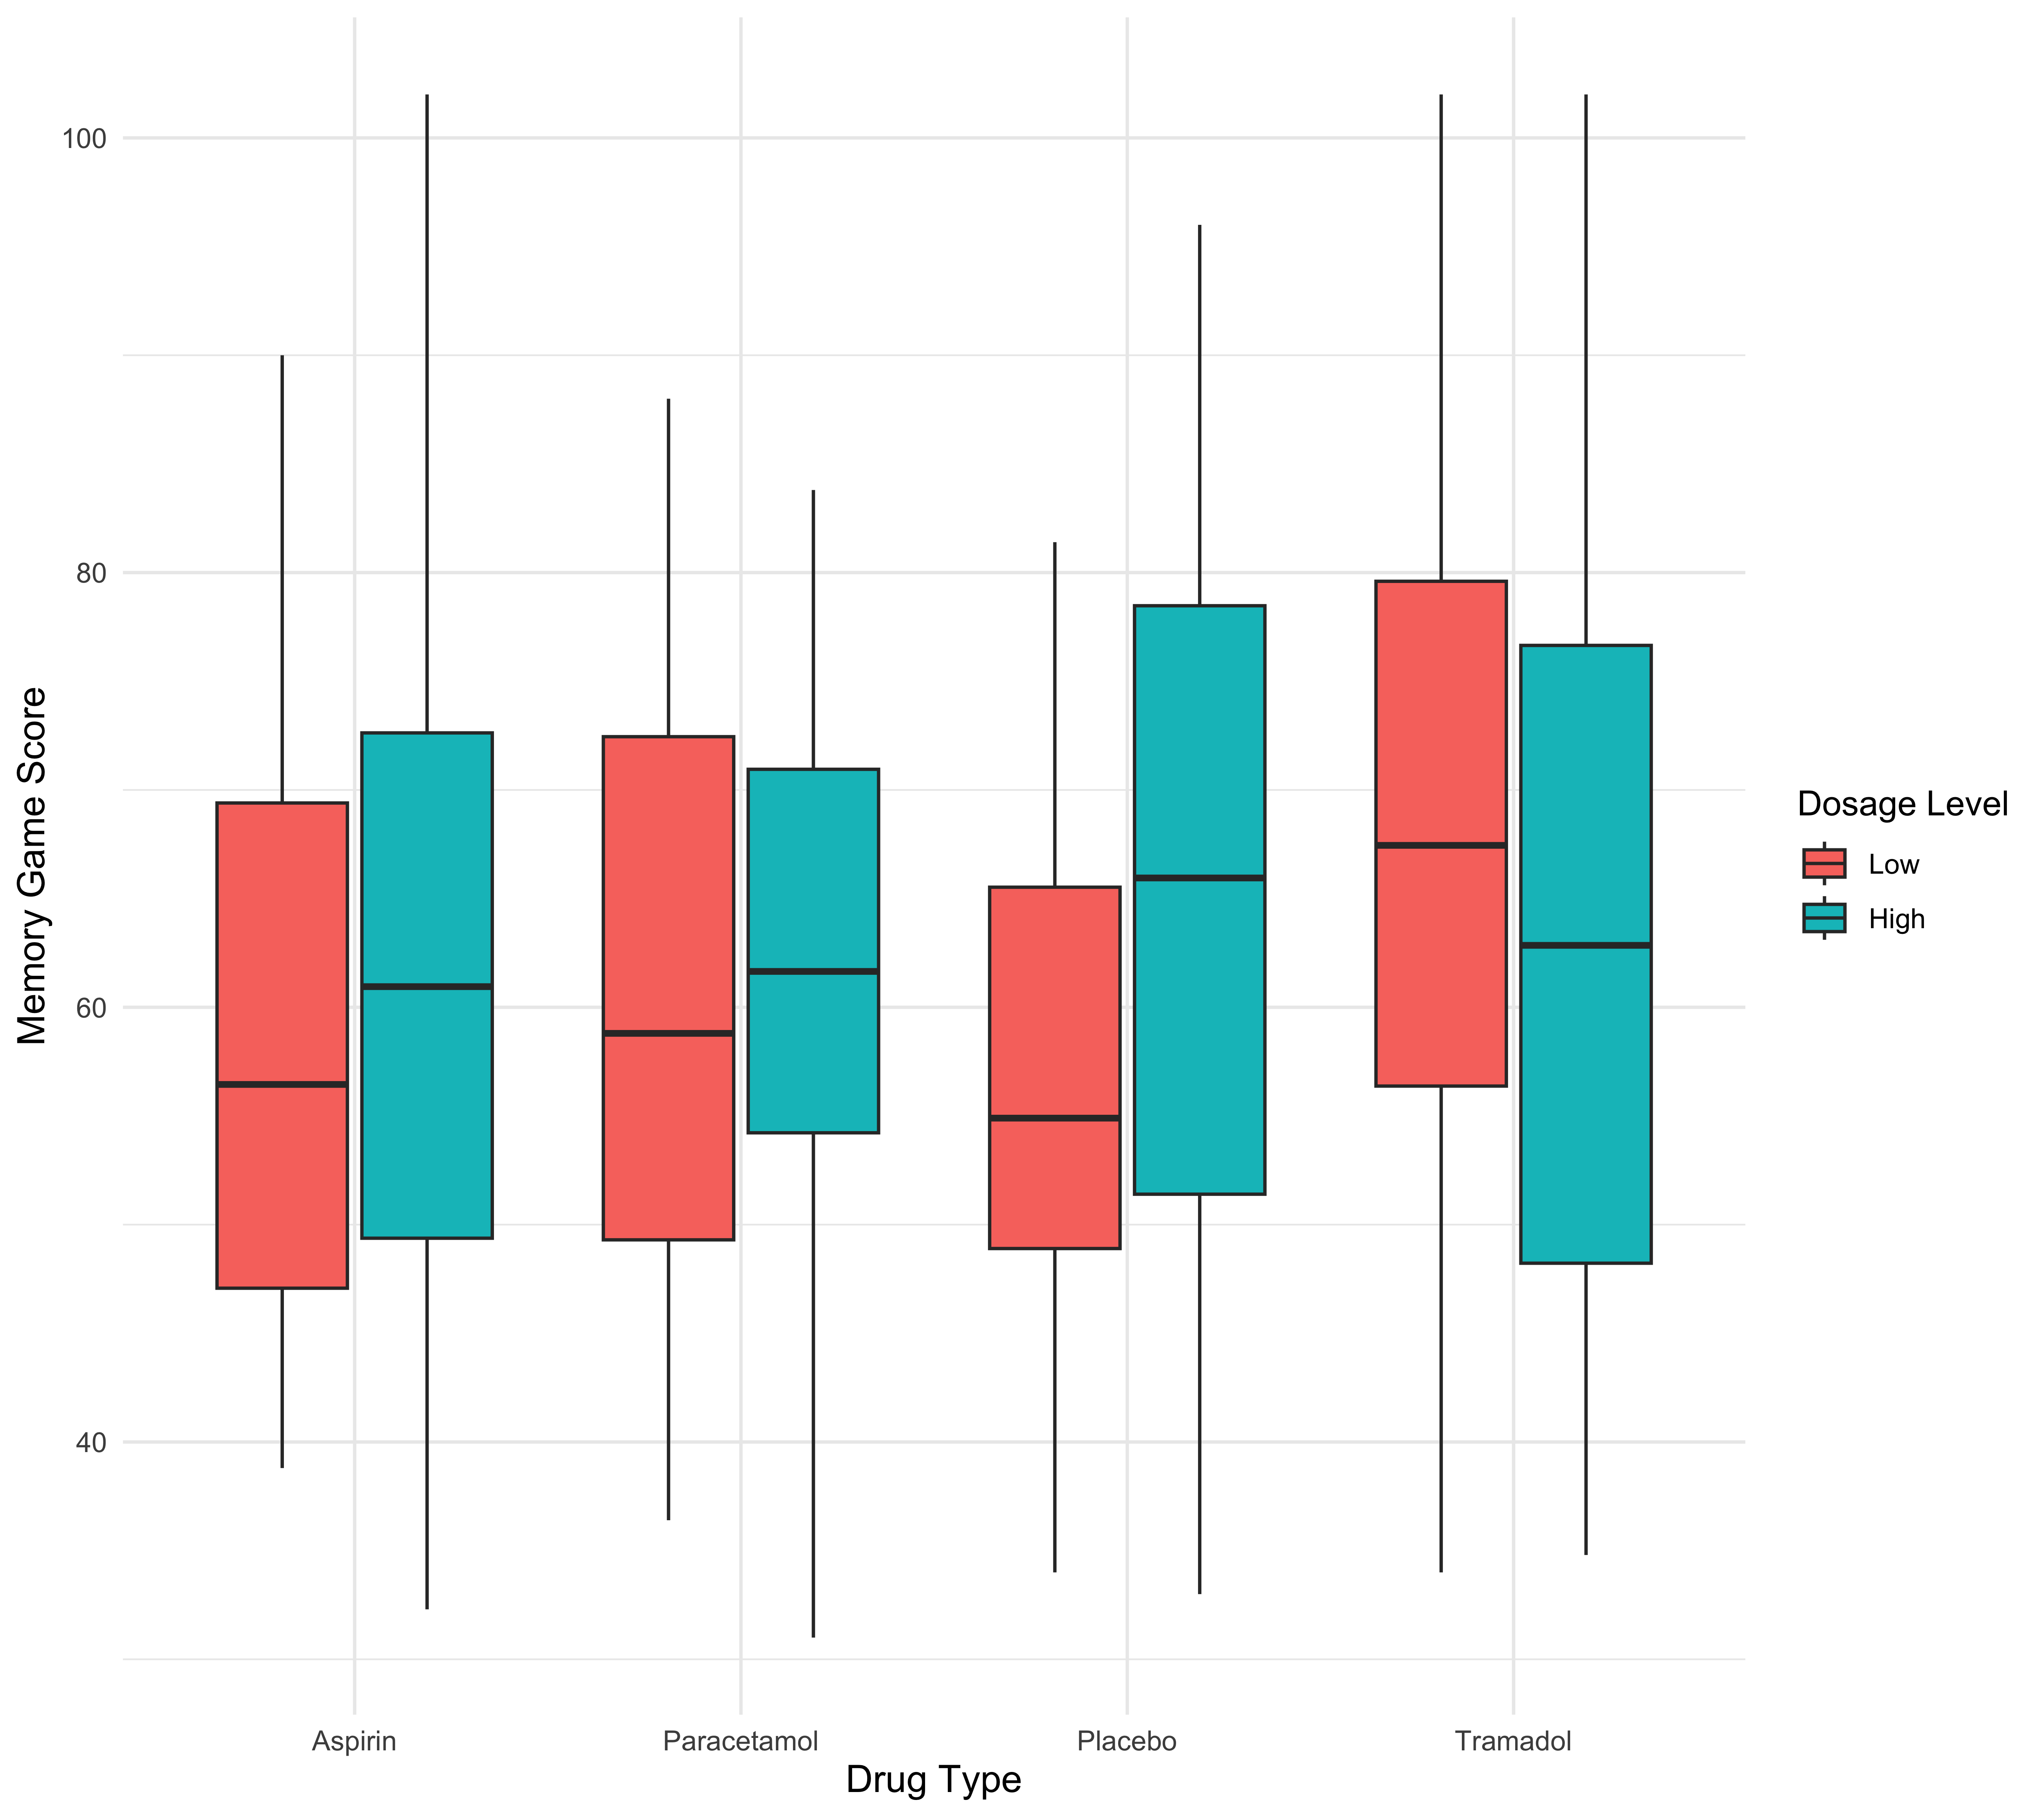 100
80
60
40
Memory Game Score
Aspirin
Paracetamol
Placebo
Tramadol
Drug Type
Dosage Level
Low
High